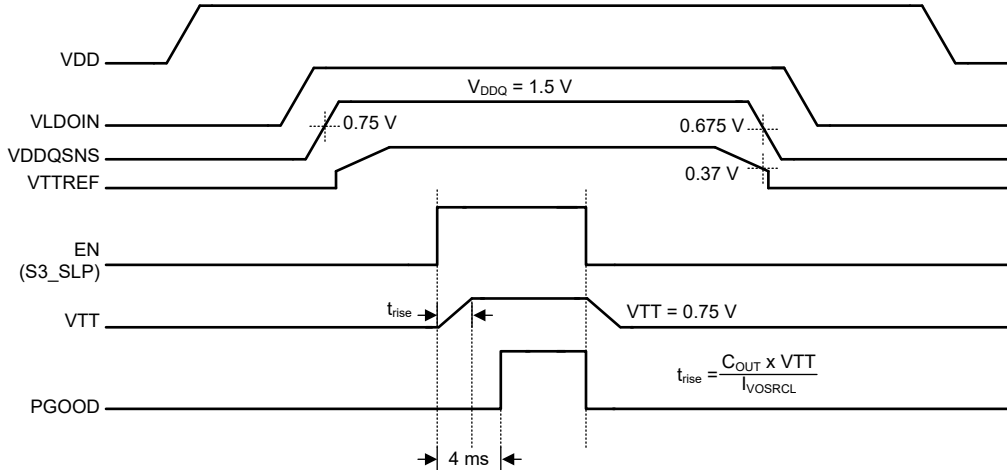 VDD
V_DDQ = 1.5 V
VLDOIN
0.75 V
0.675 V
VDDQSNS
VTTREF
0.37 V
EN
(S3_SLP)
t_rise
VTT
VTT = 0.75 V
t_rise = C_OUT x VTT
I_VOSRCL
PGOOD
4 ms